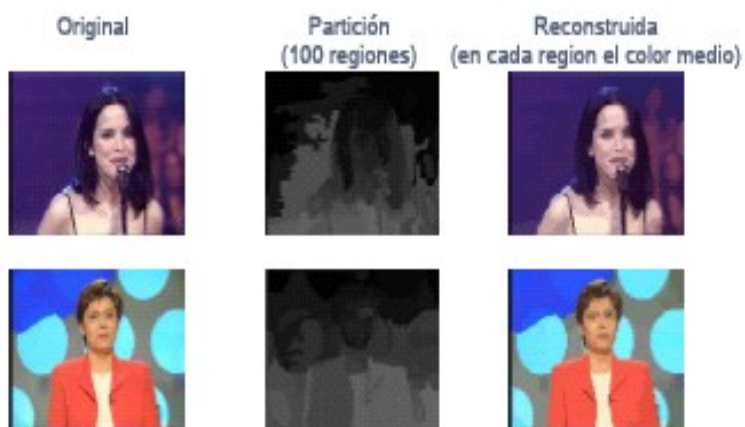 Original
Partición
(100 regiones)
Reconstruida
(en cada region el color medio)